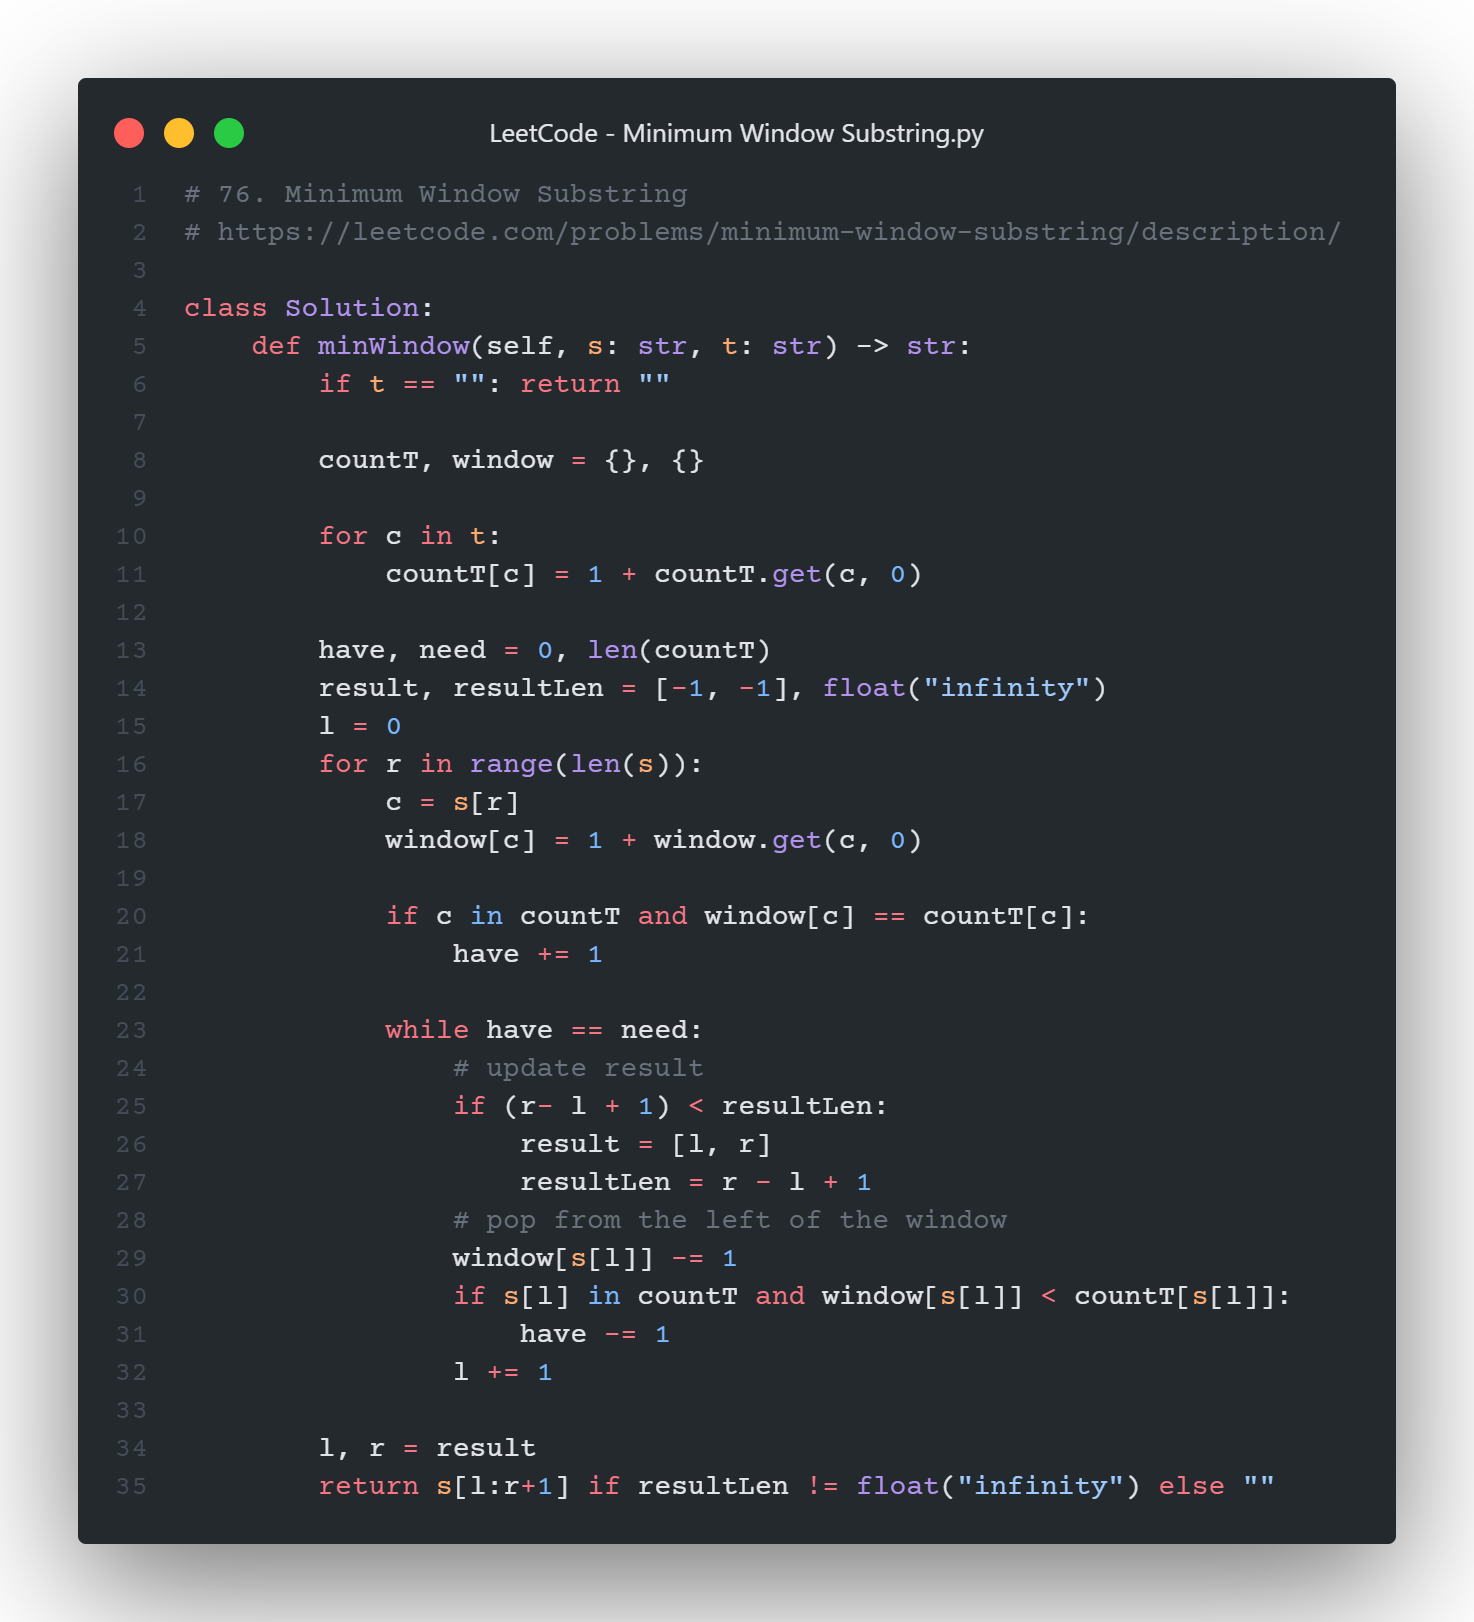 LeetCode - Minimum Window Substring.py
1 # 76. Minimum Window Substring
2 # https://leetcode.com/problems/minimum-window-substring/description/
3
4 class Solution:
5     def minWindow(self, s: str, t: str) -> str:
6         if t == "": return ""
7
8         countT, window = {}, {}
9
10         for c in t:
11             countT[c] = 1 + countT.get(c, 0)
12
13         have, need = 0, len(countT)
14         result, resultLen = [-1, -1], float("infinity")
15         l = 0
16         for r in range(len(s)):
17             c = s[r]
18             window[c] = 1 + window.get(c, 0)
19
20             if c in countT and window[c] == countT[c]:
21                 have += 1
22
23             while have == need:
24                 # update result
25                 if (r- l + 1) < resultLen:
26                     result = [l, r]
27                     resultLen = r - l + 1
28                 # pop from the left of the window
29                 window[s[l]] -= 1
30                 if s[l] in countT and window[s[l]] < countT[s[l]]:
31                     have -= 1
32                 l += 1
33
34         l, r = result
35         return s[l:r+1] if resultLen != float("infinity") else ""